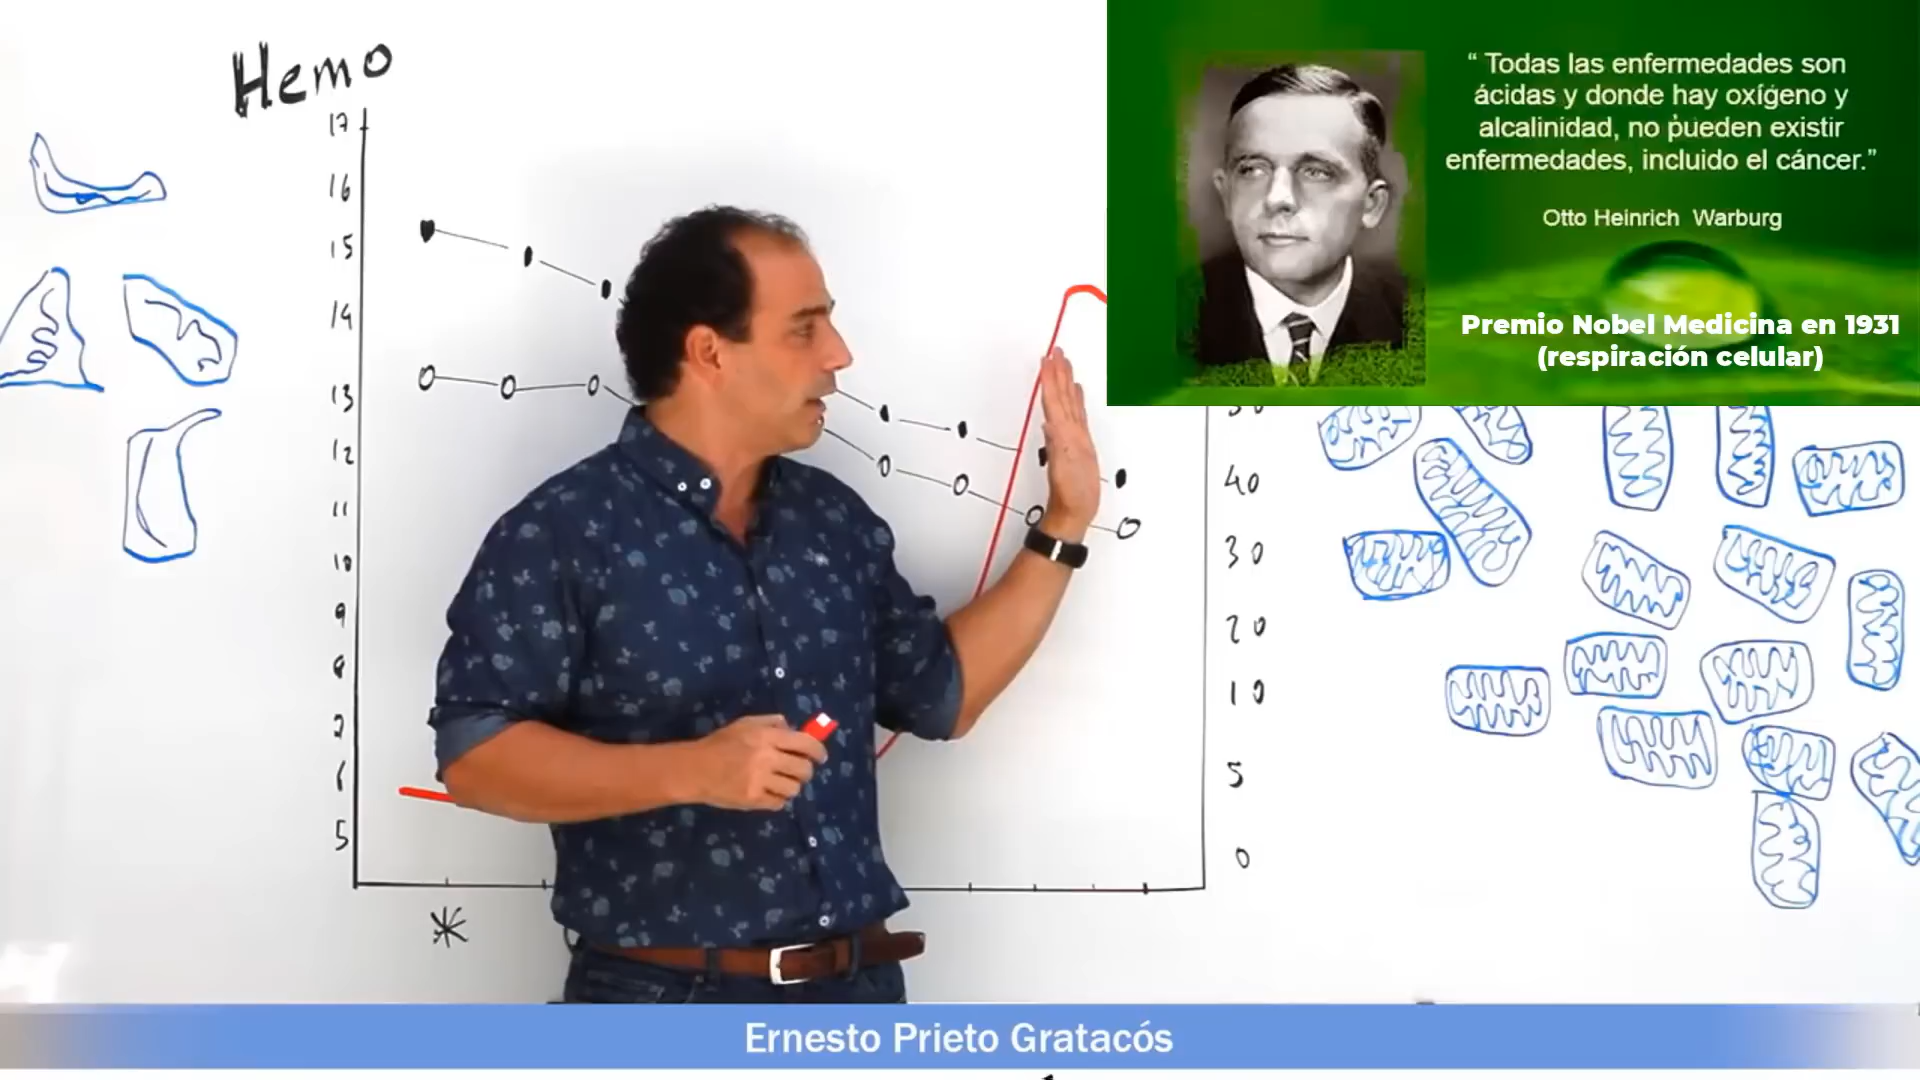 Hemo
17
16
15
14
13
12
11
10
9
8
7
6
5
“ Todas las enfermedades son
ácidas y donde hay oxígeno y
alcalinidad, no pueden existir
enfermedades, incluido el cáncer.”
Otto Heinrich Warburg
Premio Nobel Medicina en 1931
(respiración celular)
40
30
20
10
5
0
Ernesto Prieto Gratacós